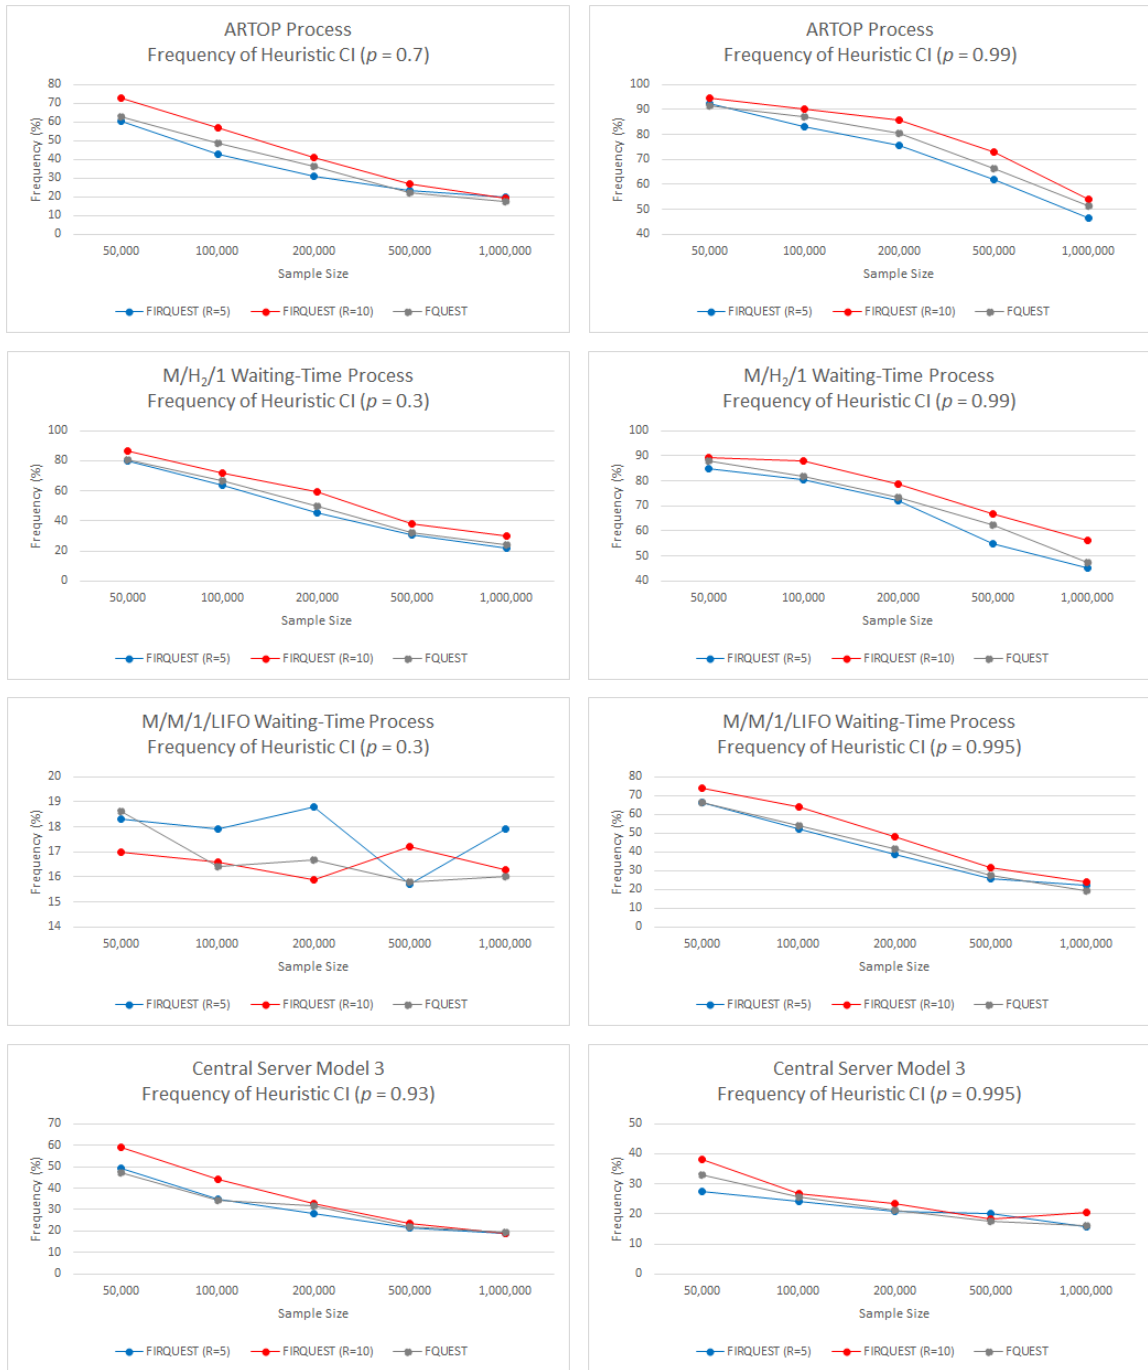 ARTOP Process
Frequency of Heuristic CI (p = 0.7)
Frequency (%)
80
70
60
50
40
30
20
10
0
50,000 100,000 200,000 500,000 1,000,000
Sample Size
FIRQUEST (R=5) FIRQUEST (R=10) FQUEST
ARTOP Process
Frequency of Heuristic CI (p = 0.99)
Frequency (%)
100
90
80
70
60
50
40
50,000 100,000 200,000 500,000 1,000,000
Sample Size
FIRQUEST (R=5) FIRQUEST (R=10) FQUEST
M/H₂/1 Waiting-Time Process
Frequency of Heuristic CI (p = 0.3)
Frequency (%)
100
80
60
40
20
0
50,000 100,000 200,000 500,000 1,000,000
Sample Size
FIRQUEST (R=5) FIRQUEST (R=10) FQUEST
M/H₂/1 Waiting-Time Process
Frequency of Heuristic CI (p = 0.99)
Frequency (%)
100
90
80
70
60
50
40
50,000 100,000 200,000 500,000 1,000,000
Sample Size
FIRQUEST (R=5) FIRQUEST (R=10) FQUEST
M/M/1/LIFO Waiting-Time Process
Frequency of Heuristic CI (p = 0.3)
Frequency (%)
20
19
18
17
16
15
14
50,000 100,000 200,000 500,000 1,000,000
Sample Size
FIRQUEST (R=5) FIRQUEST (R=10) FQUEST
M/M/1/LIFO Waiting-Time Process
Frequency of Heuristic CI (p = 0.995)
Frequency (%)
80
70
60
50
40
30
20
10
0
50,000 100,000 200,000 500,000 1,000,000
Sample Size
FIRQUEST (R=5) FIRQUEST (R=10) FQUEST
Central Server Model 3
Frequency of Heuristic CI (p = 0.93)
Frequency (%)
70
60
50
40
30
20
10
0
50,000 100,000 200,000 500,000 1,000,000
Sample Size
FIRQUEST (R=5) FIRQUEST (R=10) FQUEST
Central Server Model 3
Frequency of Heuristic CI (p = 0.995)
Frequency (%)
50
40
30
20
10
0
50,000 100,000 200,000 500,000 1,000,000
Sample Size
FIRQUEST (R=5) FIRQUEST (R=10) FQUEST